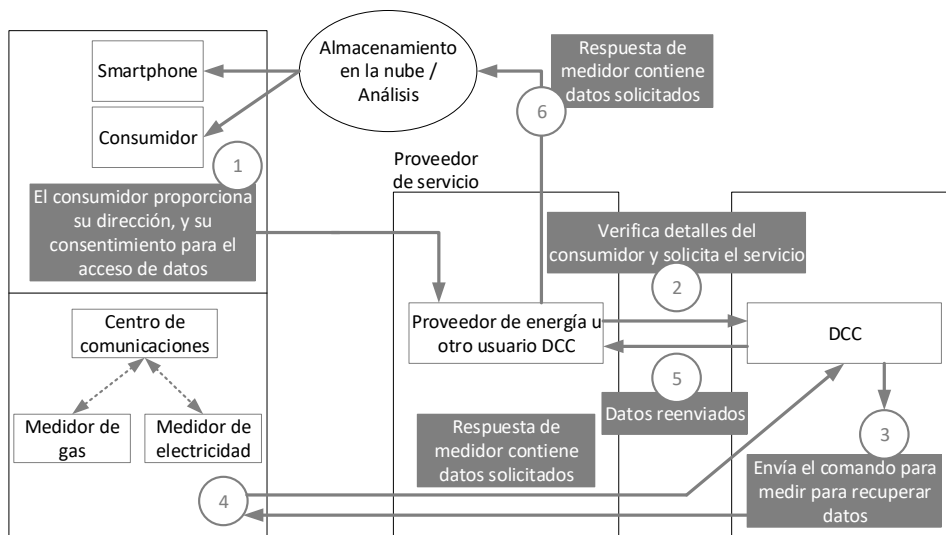 Smartphone
Consumidor
Almacenamiento
en la nube /
Análisis
Respuesta de
medidor contiene
datos solicitados
6
1
El consumidor proporciona
su dirección, y su
consentimiento para el
acceso de datos
Proveedor
de servicio
Verifica detalles del
consumidor y solicita el servicio
2
Centro de
comunicaciones
Medidor de
gas
Medidor de
electricidad
Proveedor de energía u
otro usuario DCC
DCC
5
Datos reenviados
3
Respuesta de
medidor contiene
datos solicitados
4
Envía el comando para
medir para recuperar
datos